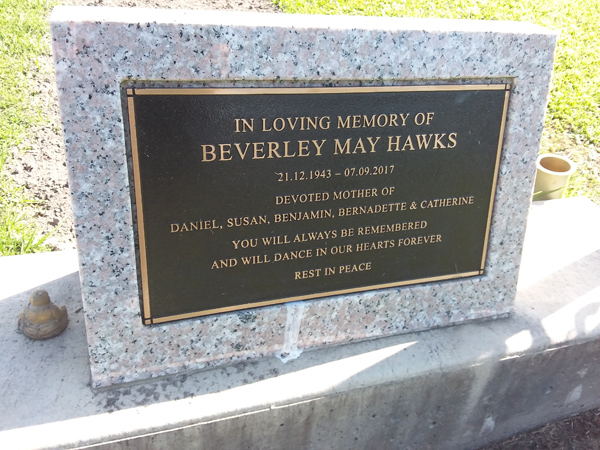 IN LOVING MEMORY OF
BEVERLEY MAY HAWKS
21.12.1943 – 07.09.2017
DEVOTED MOTHER OF
DANIEL, SUSAN, BENJAMIN, BERNADETTE & CATHERINE
YOU WILL ALWAYS BE REMEMBERED
AND WILL DANCE IN OUR HEARTS FOREVER
REST IN PEACE